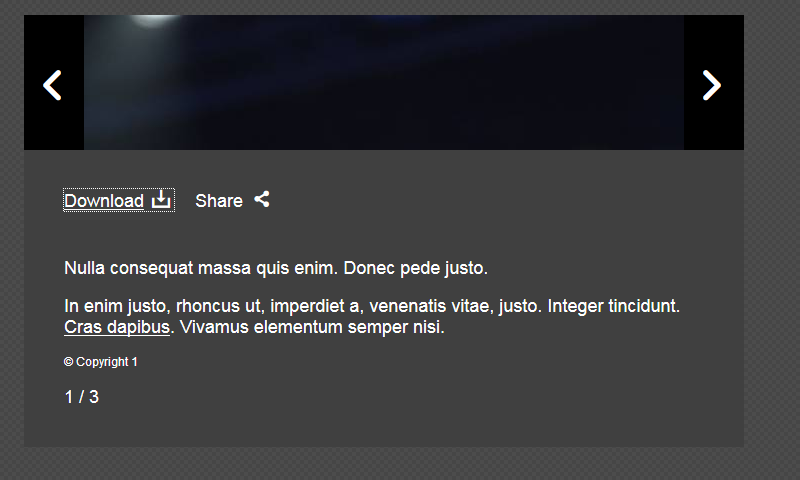 Download Share
Nulla consequat massa quis enim. Donec pede justo.
In enim justo, rhoncus ut, imperdiet a, venenatis vitae, justo. Integer tincidunt.
Cras dapibus. Vivamus elementum semper nisi.
© Copyright 1
1 / 3